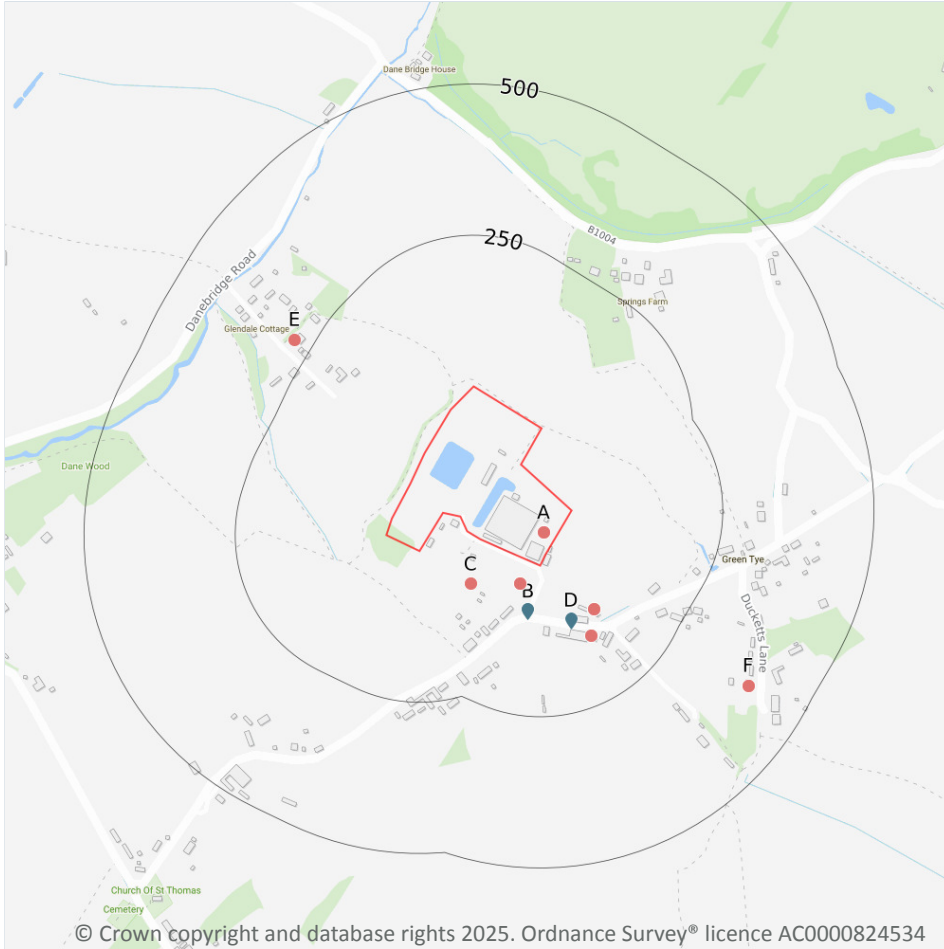 Dane Bridge House
500
B1004
250
Danebridge Road
Springs Farm
E
Glendale Cottage
Dane Wood
A
Green Tye
C
B
D
Ducketts Lane
F
Church Of St Thomas
Cemetery
© Crown copyright and database rights 2025. Ordnance Survey® licence AC0000824534